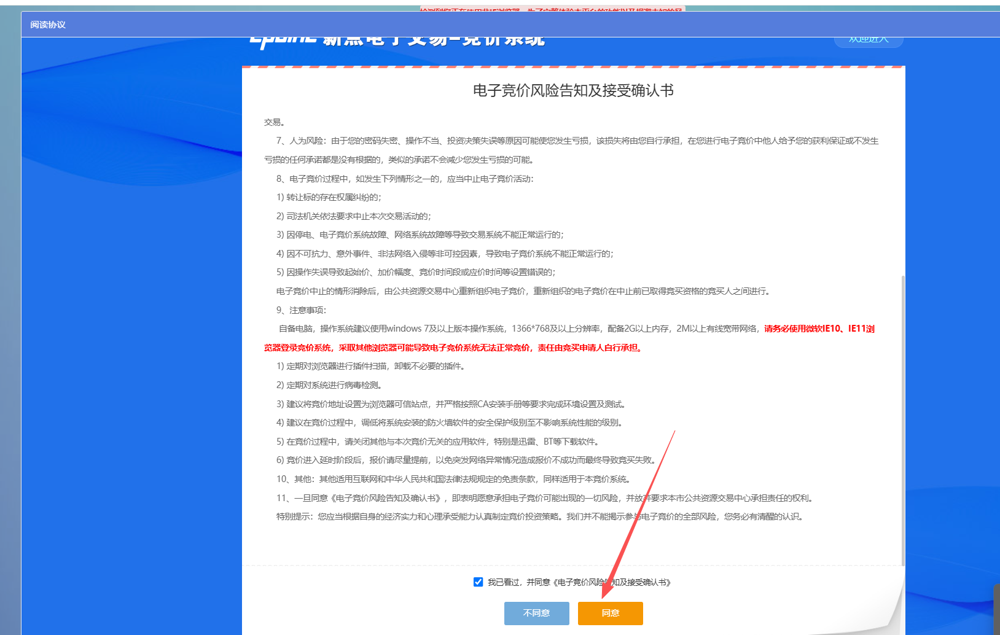 检测到您正在使用非IE浏览器，为了完整体验本平台的功能以及规避未知的风
阅读协议
epoint 新点电子交易-竞价系统
欢迎进入
电子竞价风险告知及接受确认书
交易。
7、人为风险：由于您的密码失密、操作不当、投资决策失误等原因可能使您发生亏损，该损失将由您自行承担，在您进行电子竞价中他人给予您的获利保证或不发生
亏损的任何承诺都是没有根据的，类似的承诺不会减少您发生亏损的可能。
8、电子竞价过程中，如发生下列情形之一的，应当中止电子竞价活动：
1) 转让标的存在权属纠纷的；
2) 司法机关依法要求中止本次交易活动的；
3) 因停电、电子竞价系统故障、网络系统故障等导致交易系统不能正常运行的；
4) 因不可抗力、意外事件、非法网络入侵等非可控因素，导致电子竞价系统不能正常运行的；
5) 因操作失误导致起始价、加价幅度、竞价时间段或应价时间等设置错误的；
电子竞价中止的情形消除后，由公共资源交易中心重新组织电子竞价，重新组织的电子竞价在中止前已取得竞买资格的竞买人之间进行。
9、注意事项：
自备电脑，操作系统建议使用windows 7及以上版本操作系统，1366*768及以上分辨率，配备2G以上内存，2M以上有线宽带网络，请务必使用微软IE10、IE11浏
览器登录竞价系统，采取其他浏览器可能导致电子竞价系统无法正常竞价，责任由竞买申请人自行承担。
1) 定期对浏览器进行插件扫描，卸载不必要的插件。
2) 定期对系统进行病毒检测。
3) 建议将竞价地址设置为浏览器可信站点，并严格按照CA安装手册等要求完成环境设置及测试。
4) 建议在竞价过程中，调低将系统安装的防火墙软件的安全保护级别至不影响系统性能的级别。
5) 在竞价过程中，请关闭其他与本次竞价无关的应用软件，特别是迅雷、BT等下载软件。
6) 竞价进入延时阶段后，报价请尽量提前，以免突发网络异常情况造成报价不成功而最终导致竞买失败。
10、其他：其他适用互联网和中华人民共和国法律法规规定的免责条款，同样适用于本竞价系统。
11、一旦同意《电子竞价风险告知及确认书》，即表明愿意承担电子竞价可能出现的一切风险，并放弃要求本市公共资源交易中心承担责任的权利。
特别提示：您应当根据自身的经济实力和心理承受能力认真制定竞价投资策略。我们并不能揭示参与电子竞价的全部风险，您务必有清醒的认识。
我已看过，并同意《电子竞价风险告知及接受确认书》
不同意
同意